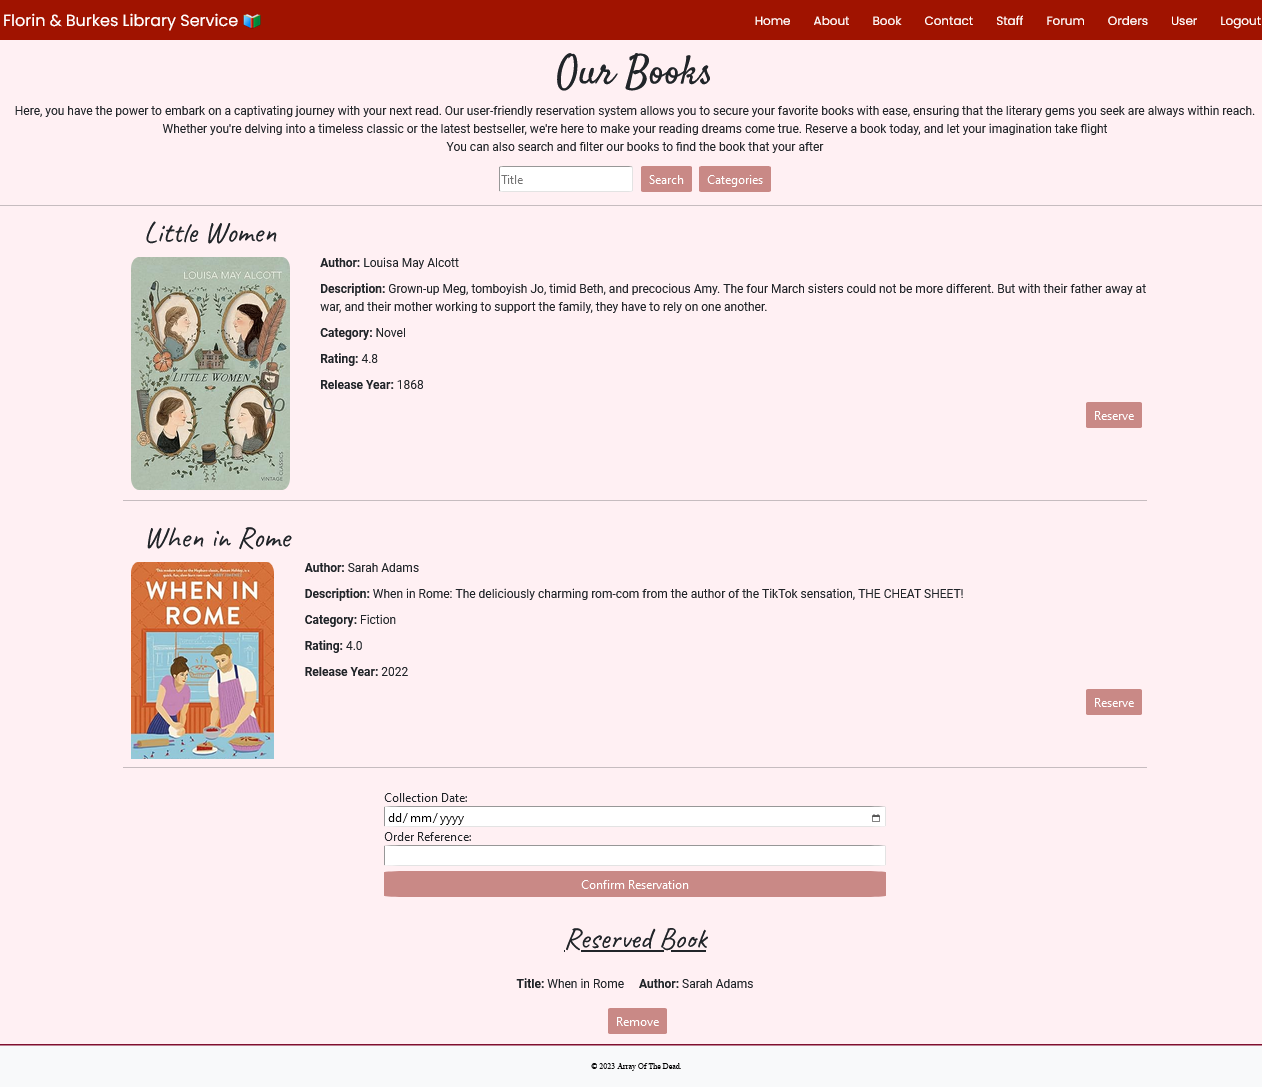 Florin & Burkes Library Service
Home About Book Contact Staff Forum Orders User Logout
Our Books
Here, you have the power to embark on a captivating journey with your next read. Our user-friendly reservation system allows you to secure your favorite books with ease, ensuring that the literary gems you seek are always within reach.
Whether you're delving into a timeless classic or the latest bestseller, we're here to make your reading dreams come true. Reserve a book today, and let your imagination take flight
You can also search and filter our books to find the book that your after
Title Search Categories
Little Women
LOUISA MAY ALCOTT
LITTLE WOMEN
VINTAGE CLASSICS
Author: Louisa May Alcott
Description: Grown-up Meg, tomboyish Jo, timid Beth, and precocious Amy. The four March sisters could not be more different. But with their father away at
war, and their mother working to support the family, they have to rely on one another.
Category: Novel
Rating: 4.8
Release Year: 1868
Reserve
When in Rome
WHEN IN
ROME
Author: Sarah Adams
Description: When in Rome: The deliciously charming rom-com from the author of the TikTok sensation, THE CHEAT SHEET!
Category: Fiction
Rating: 4.0
Release Year: 2022
Reserve
Collection Date:
dd/mm/yyyy
Order Reference:
Confirm Reservation
Reserved Book
Title: When in Rome Author: Sarah Adams
Remove
© 2023 Array Of The Dead.